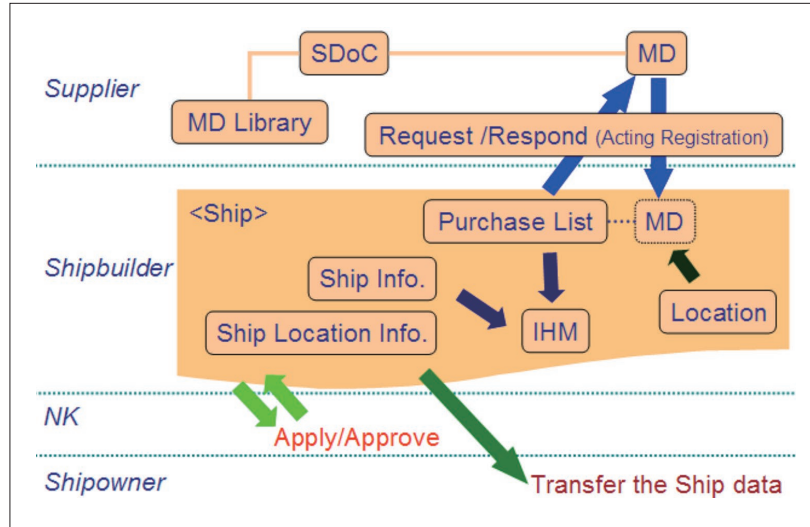 SDoC
MD
Supplier
MD Library
Request /Respond (Acting Registration)
<Ship>
Purchase List
MD
Shipbuilder
Ship Info.
Location
Ship Location Info.
IHM
NK
Apply/Approve
Shipowner
Transfer the Ship data